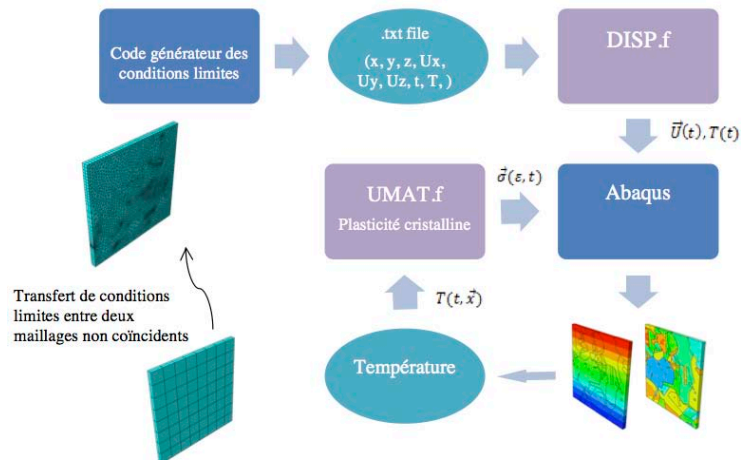 Code générateur des
conditions limites
.txt file
(x, y, z, Ux,
Uy, Uz, t, T, )
DISP.f
U⃗(t), T(t)
UMAT.f
Plasticité cristalline
σ⃗(ε, t)
Abaqus
T(t, x⃗)
Température
Transfert de conditions
limites entre deux
maillages non coïncidents